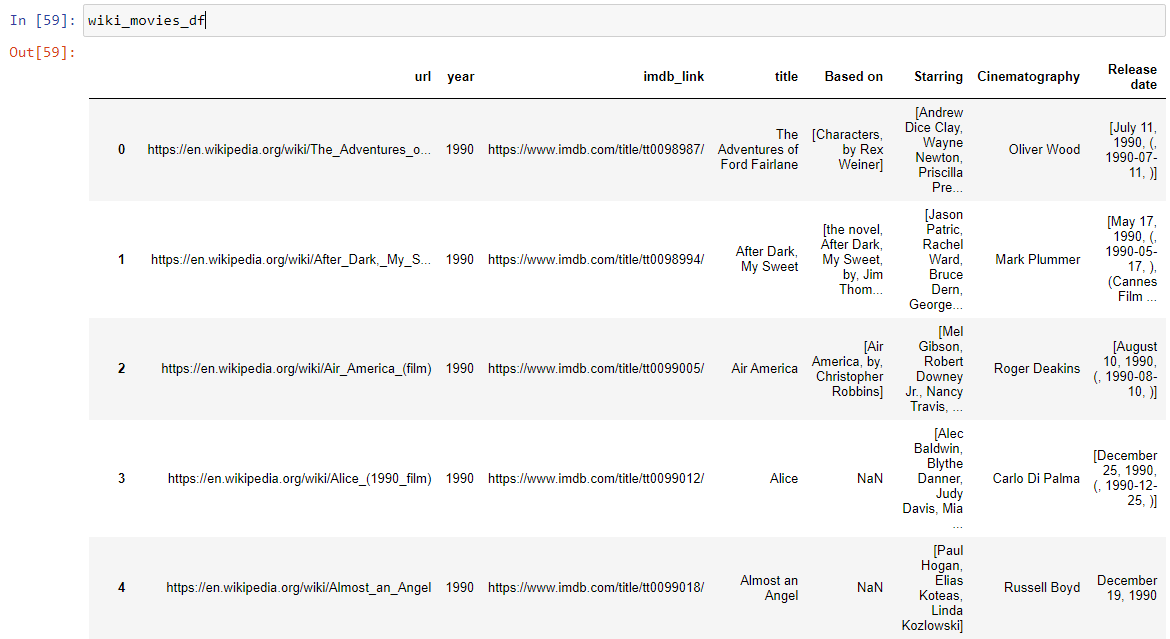 In [59]: wiki_movies_df
Out[59]:
url year imdb_link title Based on Starring Cinematography Release
date
0 https://en.wikipedia.org/wiki/The_Adventures_o... 1990 https://www.imdb.com/title/tt0098987/ The
Adventures of
Ford Fairlane [Characters,
by Rex
Weiner] [Andrew
Dice Clay,
Wayne
Newton,
Priscilla
Pre... Oliver Wood [July 11,
1990, (,
1990-07-
11, )]
1 https://en.wikipedia.org/wiki/After_Dark,_My_S... 1990 https://www.imdb.com/title/tt0098994/ After Dark,
My Sweet [the novel,
After Dark,
My Sweet,
by, Jim
Thom... [Jason
Patric,
Rachel
Ward,
Bruce
Dern,
George... Mark Plummer [May 17,
1990, (,
1990-05-
17, ),
(Cannes
Film ...
2 https://en.wikipedia.org/wiki/Air_America_(film) 1990 https://www.imdb.com/title/tt0099005/ Air America [Air
America, by,
Christopher
Robbins] [Mel
Gibson,
Robert
Downey
Jr., Nancy
Travis, ... Roger Deakins [August
10, 1990,
(, 1990-08-
10, )]
3 https://en.wikipedia.org/wiki/Alice_(1990_film) 1990 https://www.imdb.com/title/tt0099012/ Alice NaN [Alec
Baldwin,
Blythe
Danner,
Judy
Davis, Mia
... Carlo Di Palma [December
25, 1990,
(, 1990-12-
25, )]
4 https://en.wikipedia.org/wiki/Almost_an_Angel 1990 https://www.imdb.com/title/tt0099018/ Almost an
Angel NaN [Paul
Hogan,
Elias
Koteas,
Linda
Kozlowski] Russell Boyd December
19, 1990